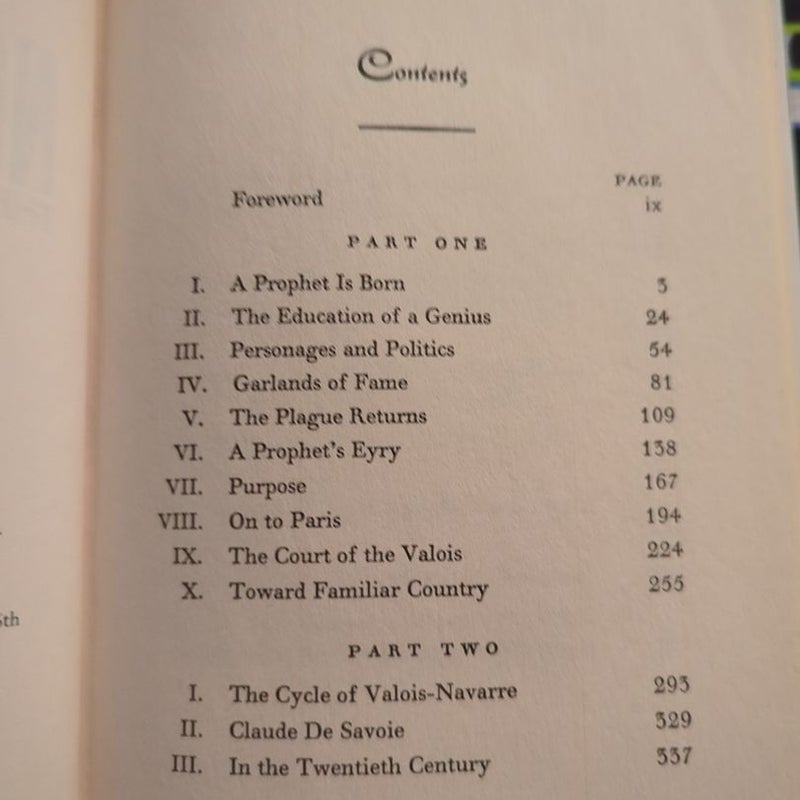 Contents
PAGE
Foreword ix
PART ONE
I. A Prophet Is Born 3
II. The Education of a Genius 24
III. Personages and Politics 54
IV. Garlands of Fame 81
V. The Plague Returns 109
VI. A Prophet's Eyry 138
VII. Purpose 167
VIII. On to Paris 194
IX. The Court of the Valois 224
X. Toward Familiar Country 255
PART TWO
I. The Cycle of Valois-Navarre 293
II. Claude De Savoie 329
III. In the Twentieth Century 337